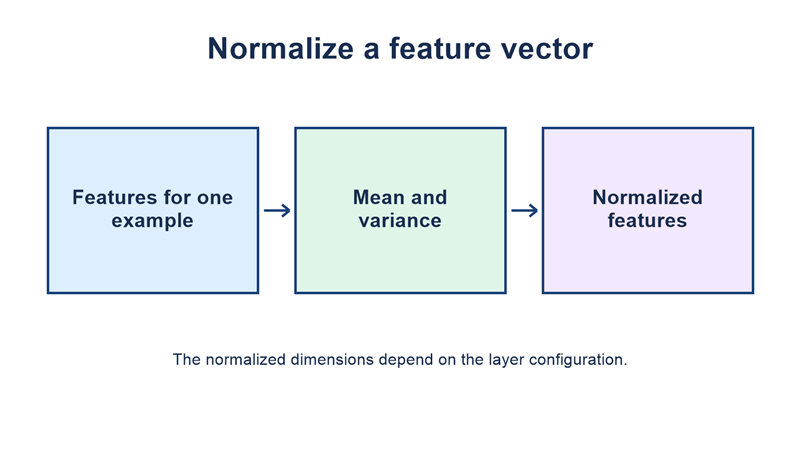 Normalize a feature vector
Features for one
example
Mean and
variance
Normalized
features
The normalized dimensions depend on the layer configuration.